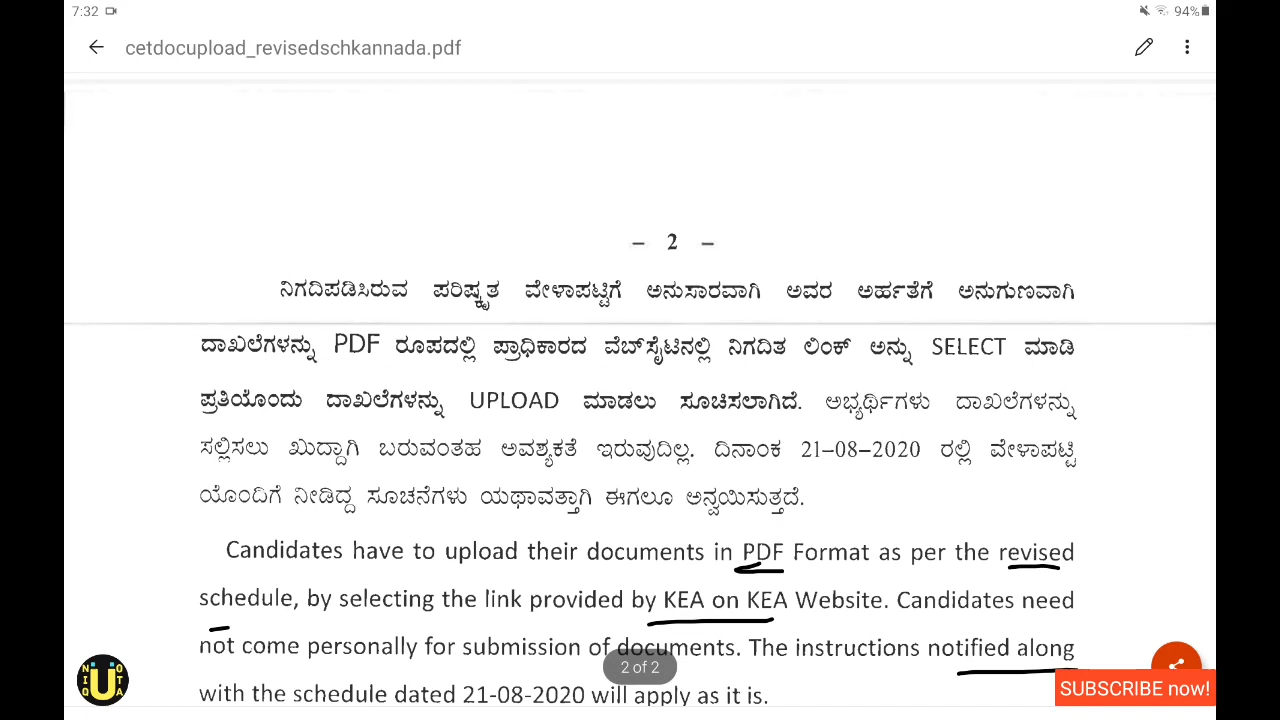 7:32 94%
cetdocupload_revisedschkannada.pdf
– 2 –
ನಿಗದಿಪಡಿಸಿರುವ ಪರಿಷ್ಕೃತ ವೇಳಾಪಟ್ಟಿಗೆ ಅನುಸಾರವಾಗಿ ಅವರ ಅರ್ಹತೆಗೆ ಅನುಗುಣವಾಗಿ
ದಾಖಲೆಗಳನ್ನು PDF ರೂಪದಲ್ಲಿ ಪ್ರಾಧಿಕಾರದ ವೆಬ್‌ಸೈಟಿನಲ್ಲಿ ನಿಗದಿತ ಲಿಂಕ್ ಅನ್ನು SELECT ಮಾಡಿ
ಪ್ರತಿಯೊಂದು ದಾಖಲೆಗಳನ್ನು UPLOAD ಮಾಡಲು ಸೂಚಿಸಲಾಗಿದೆ. ಅಭ್ಯರ್ಥಿಗಳು ದಾಖಲೆಗಳನ್ನು
ಸಲ್ಲಿಸಲು ಖುದ್ದಾಗಿ ಬರುವಂತಹ ಅವಶ್ಯಕತೆ ಇರುವುದಿಲ್ಲ. ದಿನಾಂಕ 21–08–2020 ರಲ್ಲಿ ವೇಳಾಪಟ್ಟಿ
ಯೊಂದಿಗೆ ನೀಡಿದ್ದ ಸೂಚನೆಗಳು ಯಥಾವತ್ತಾಗಿ ಈಗಲೂ ಅನ್ವಯಿಸುತ್ತದೆ.
Candidates have to upload their documents in PDF Format as per the revised
schedule, by selecting the link provided by KEA on KEA Website. Candidates need
not come personally for submission of documents. The instructions notified along
with the schedule dated 21-08-2020 will apply as it is.
2 of 2
SUBSCRIBE now!